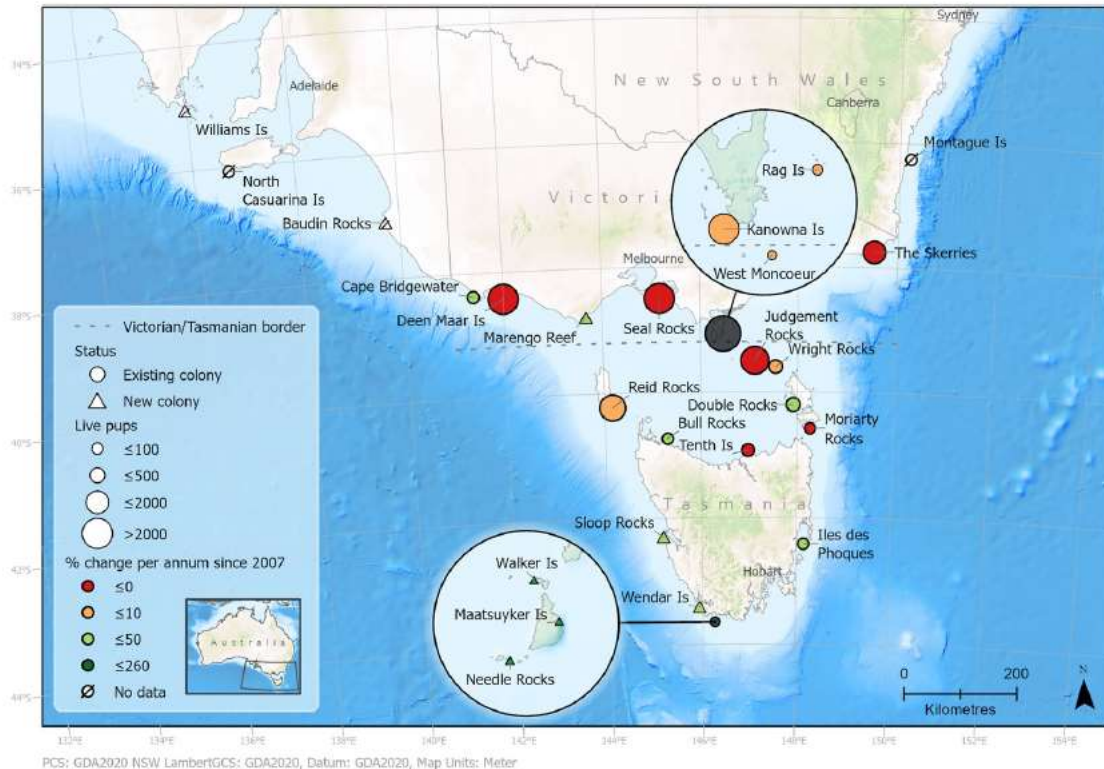 Sydney
34°S
New South Wales
Adelaide
Canberra
Williams Is
Montague Is
North
Casuarina Is
36°S
Rag Is
Victori
Baudin Rocks
Kanowna Is
The Skerries
Melbourne
West Moncoeur
Cape Bridgewater
Deen Maar Is
Marengo Reef
Seal Rocks
Judgement
Rocks
Wright Rocks
38°S
Reid Rocks
Double Rocks
Moriarty
Rocks
Bull Rocks
Tenth Is
40°S
Tasmania
Sloop Rocks
Iles des
Phoques
Walker Is
Hobart
42°S
Wendar Is
Maatsuyker Is
Needle Rocks
44°S
Victorian/Tasmanian border
Status
Existing colony
New colony
Live pups
≤100
≤500
≤2000
>2000
% change per annum since 2007
≤0
≤10
≤50
≤260
No data
Australia
0 200
Kilometres
N
132°E 134°E 136°E 138°E 140°E 142°E 144°E 146°E 148°E 150°E 152°E 154°E
PCS: GDA2020 NSW LambertGCS: GDA2020, Datum: GDA2020, Map Units: Meter